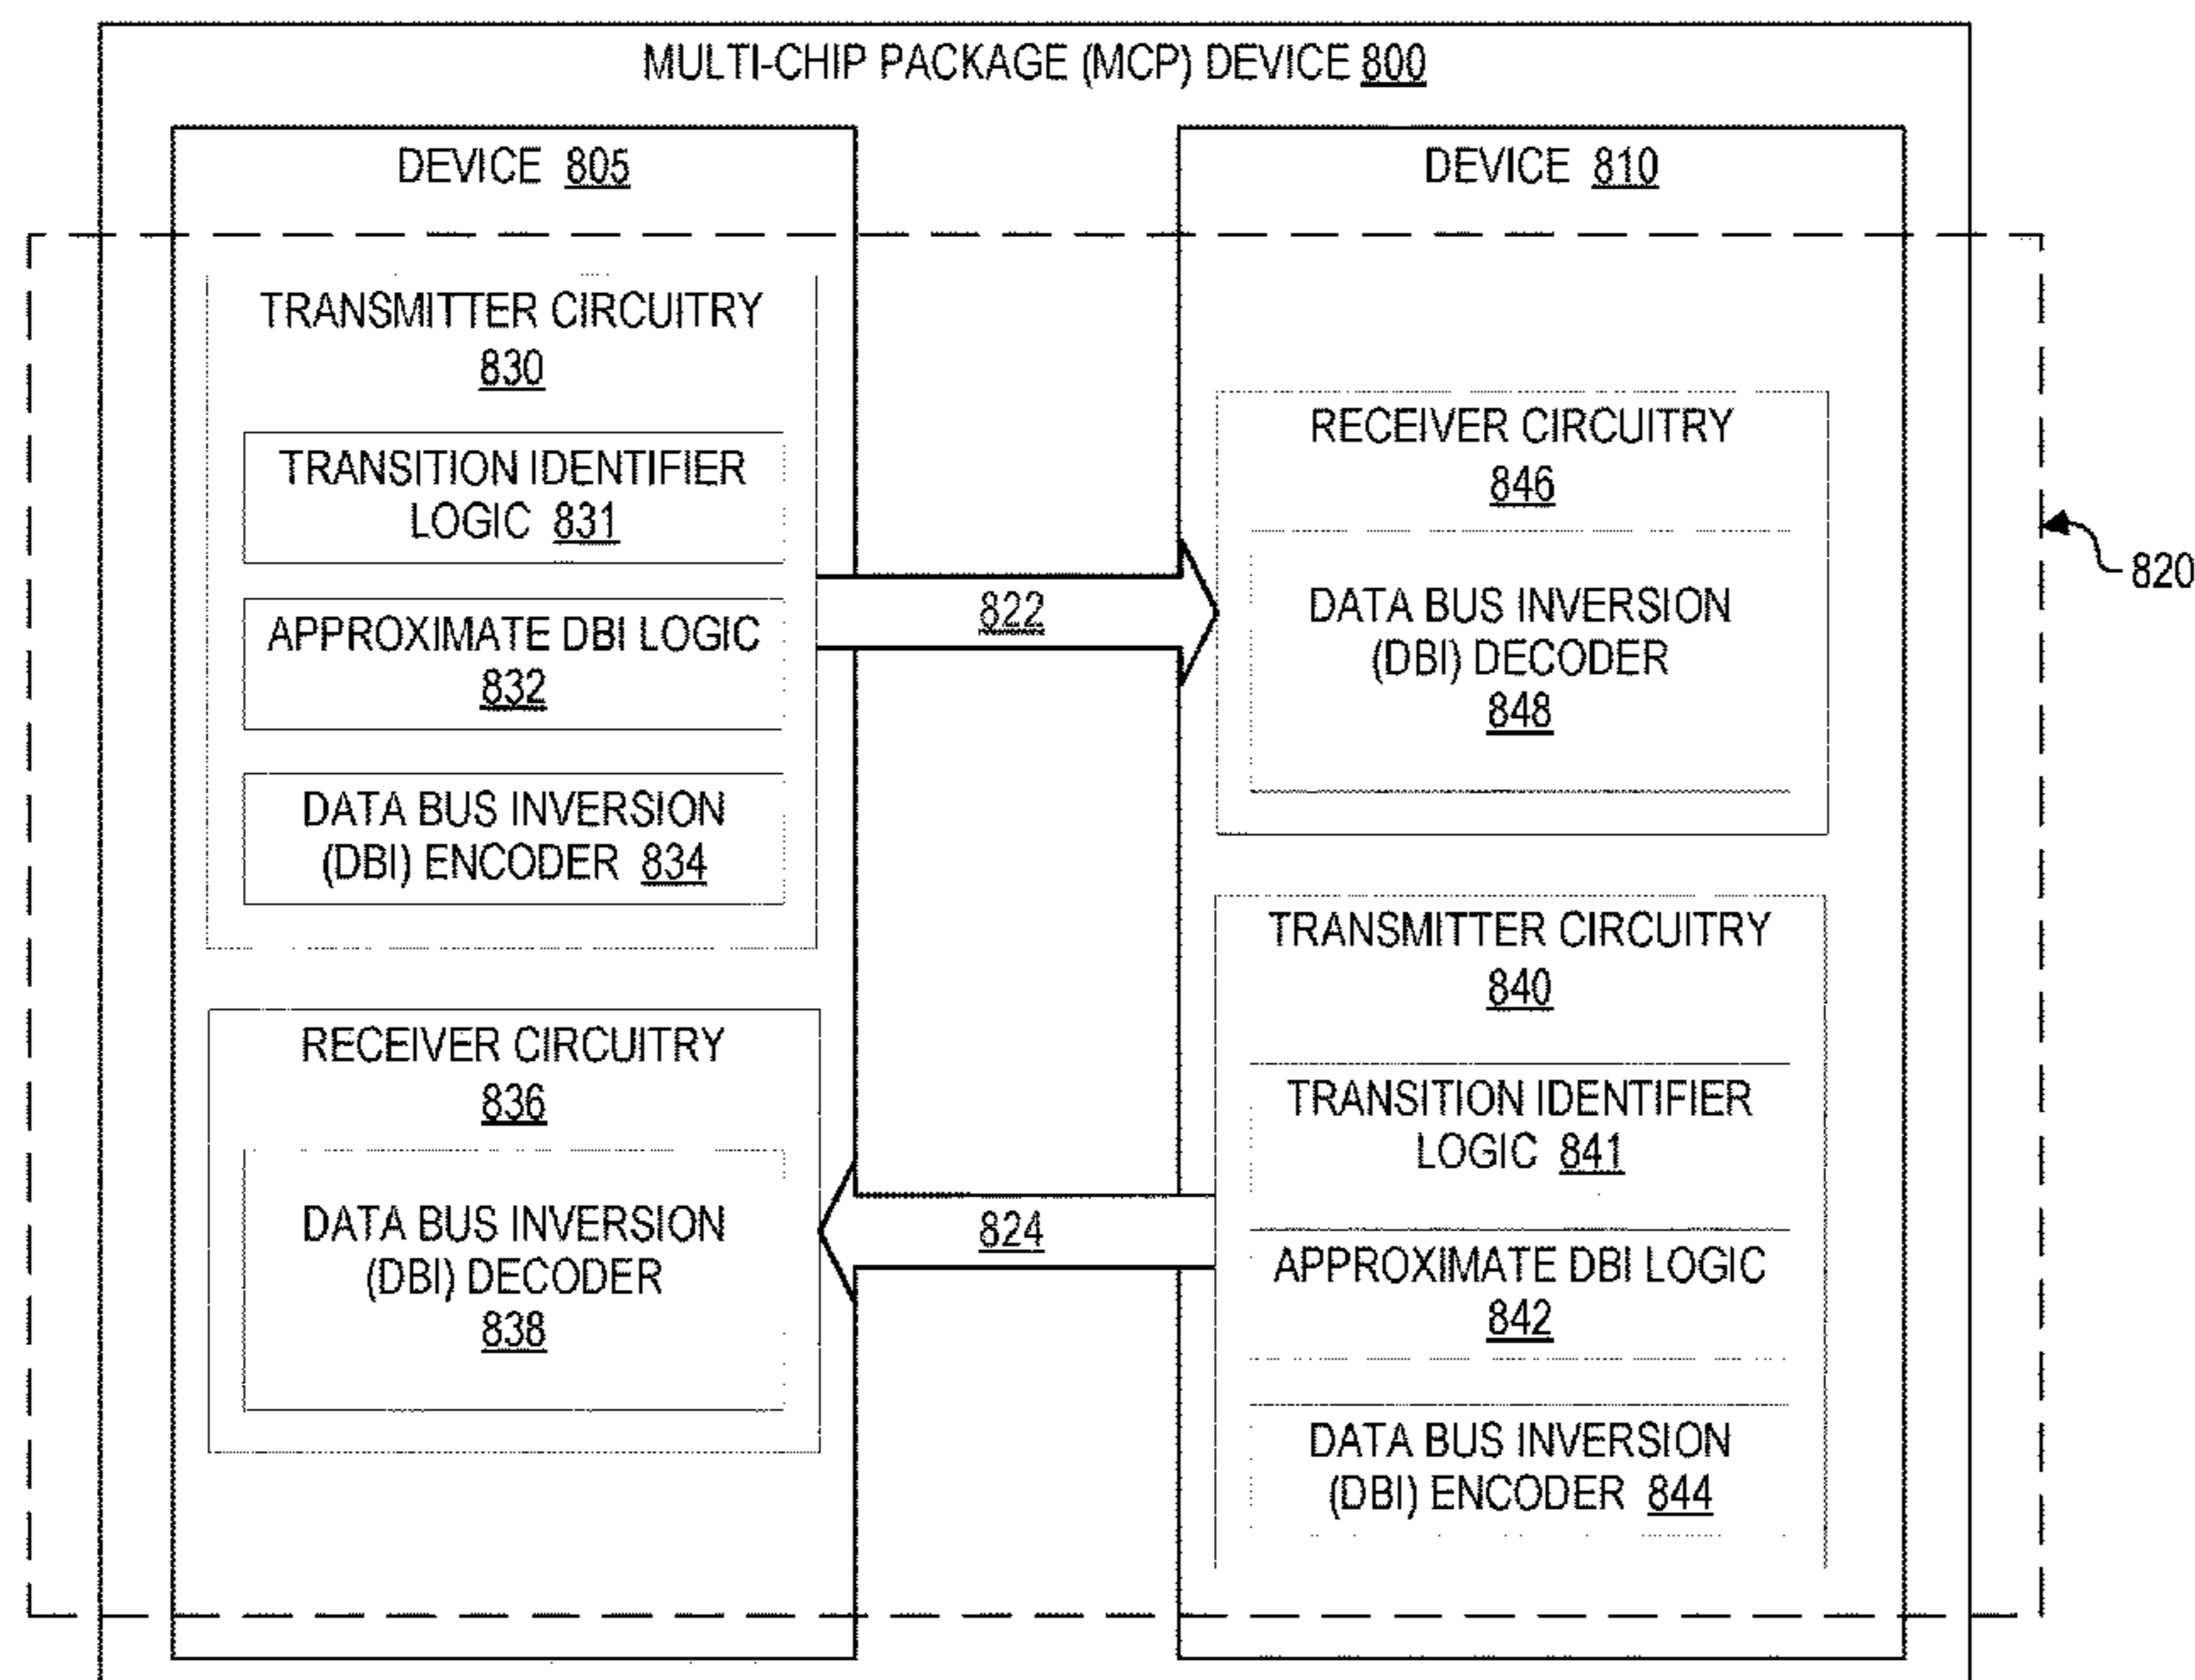 MULTI-CHIP PACKAGE (MCP) DEVICE 800
DEVICE 805
TRANSMITTER CIRCUITRY
830
TRANSITION IDENTIFIER
LOGIC 831
APPROXIMATE DBI LOGIC
832
DATA BUS INVERSION
(DBI) ENCODER 834
RECEIVER CIRCUITRY
836
DATA BUS INVERSION
(DBI) DECODER
838
822
824
DEVICE 810
RECEIVER CIRCUITRY
846
DATA BUS INVERSION
(DBI) DECODER
848
TRANSMITTER CIRCUITRY
840
TRANSITION IDENTIFIER
LOGIC 841
APPROXIMATE DBI LOGIC
842
DATA BUS INVERSION
(DBI) ENCODER 844
820